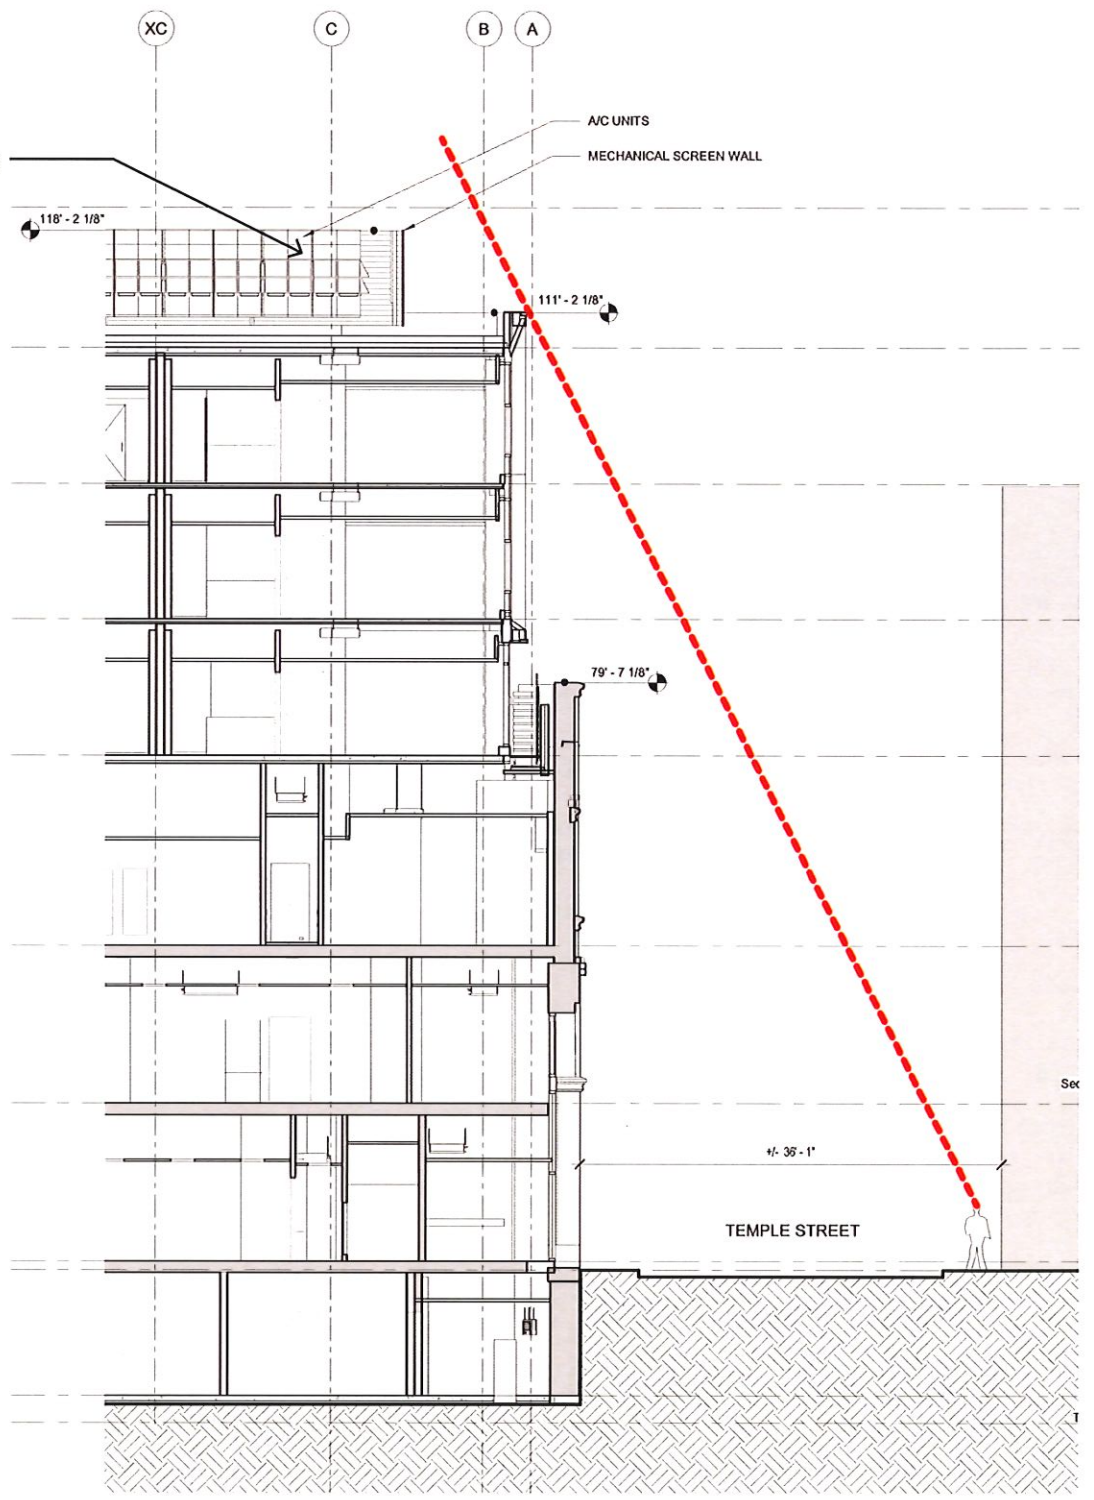 XC
C
B
A
A/C UNITS
MECHANICAL SCREEN WALL
118' - 2 1/8"
111' - 2 1/8"
79' - 7 1/8"
+/- 36' - 1"
TEMPLE STREET